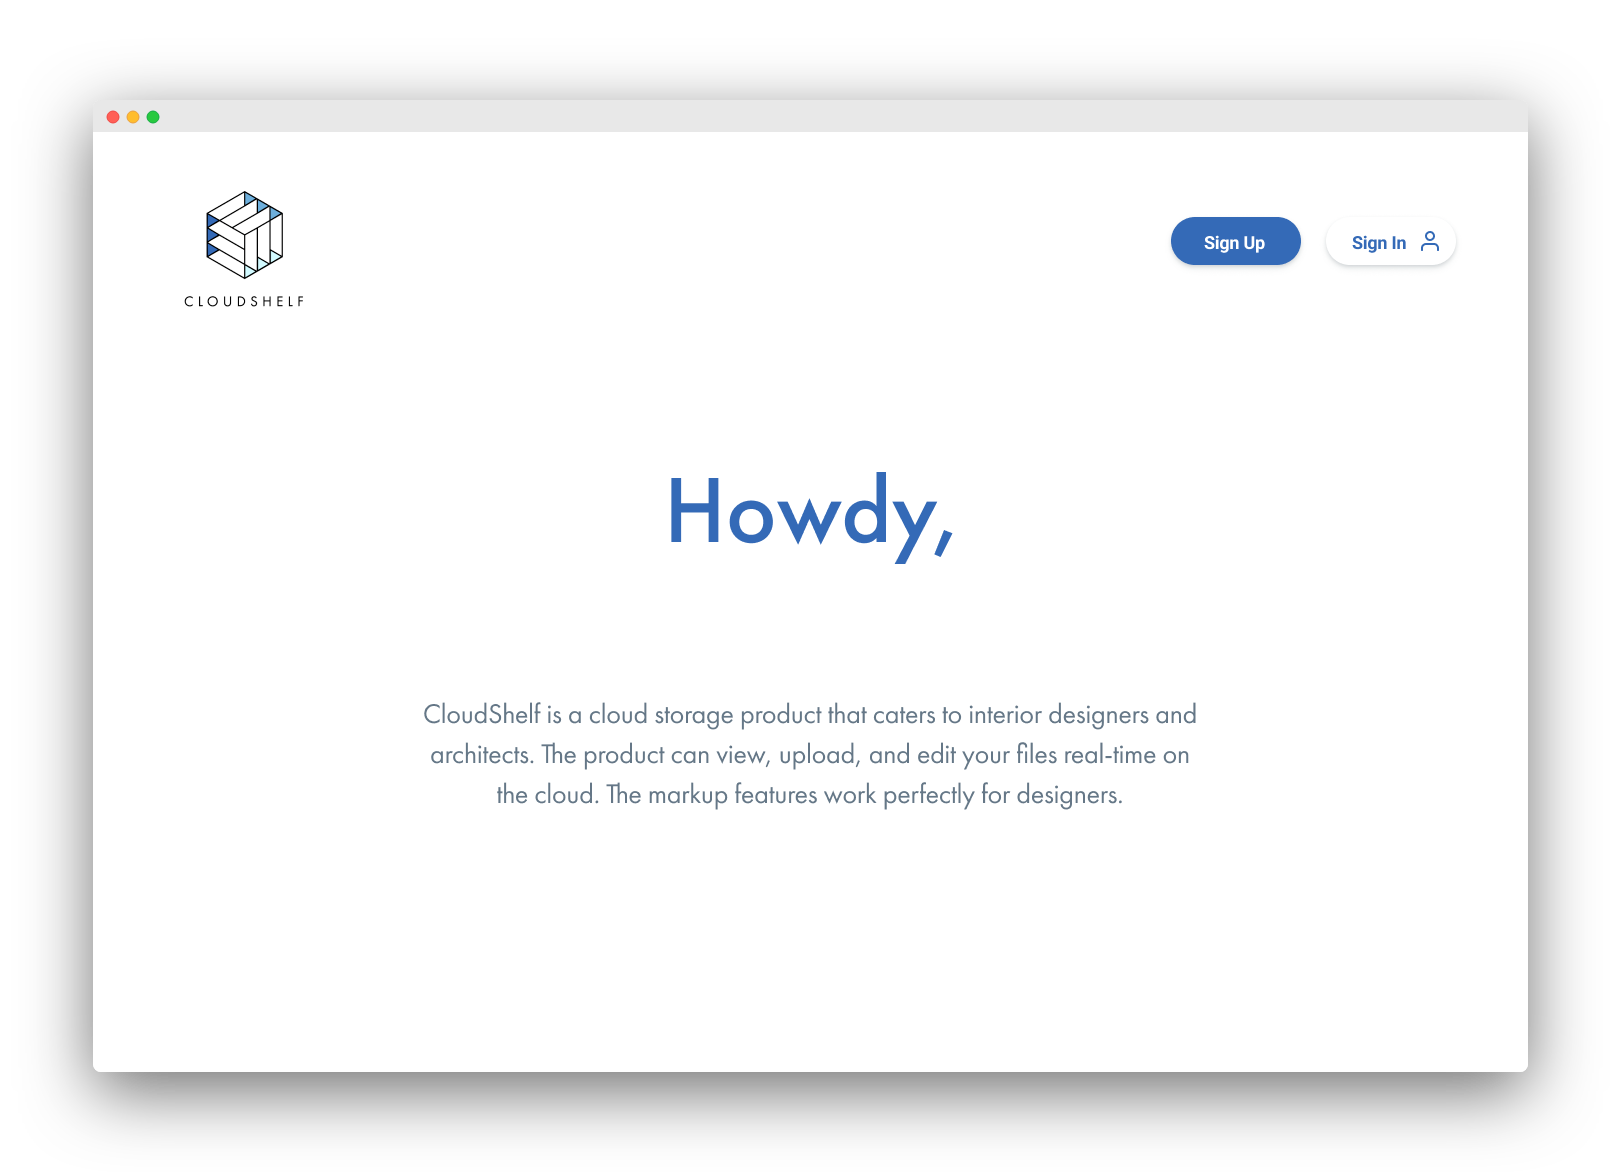 CLOUDSHELF
Sign Up
Sign In
Howdy,
CloudShelf is a cloud storage product that caters to interior designers and
architects. The product can view, upload, and edit your files real-time on
the cloud. The markup features work perfectly for designers.